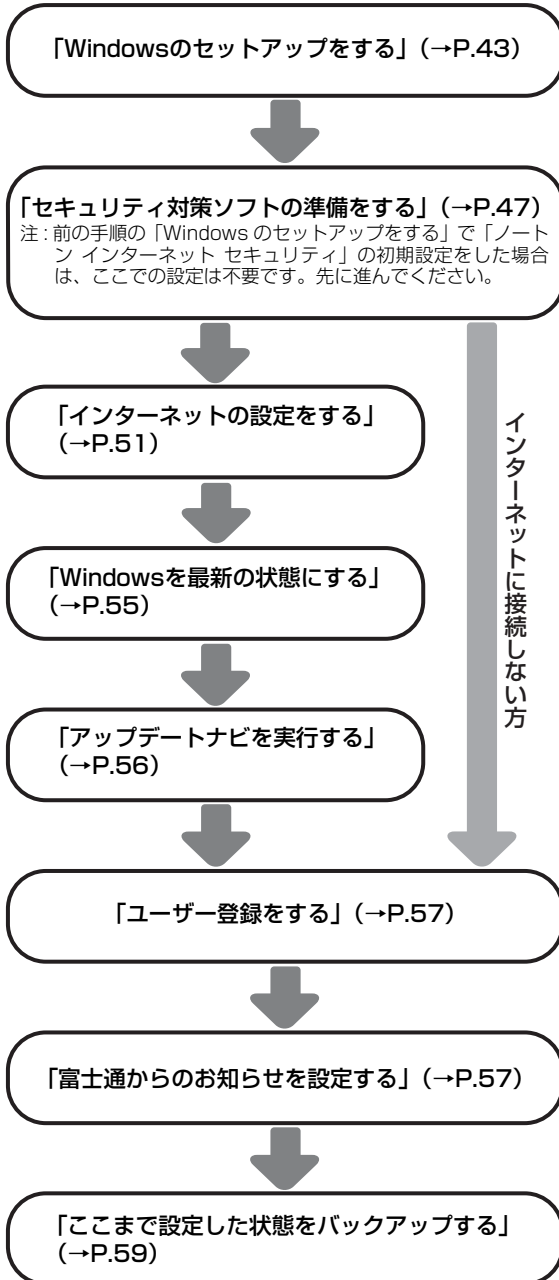 「Windowsのセットアップをする」（→P.43）
「セキュリティ対策ソフトの準備をする」（→P.47）
注：前の手順の「Windows のセットアップをする」で「ノート
ン インターネット セキュリティ」の初期設定をした場合
は、ここでの設定は不要です。先に進んでください。
「インターネットの設定をする」
（→P.51）
「Windowsを最新の状態にする」
（→P.55）
「アップデートナビを実行する」
（→P.56）
インターネットに接続しない方
「ユーザー登録をする」（→P.57）
「富士通からのお知らせを設定する」（→P.57）
「ここまで設定した状態をバックアップする」
（→P.59）